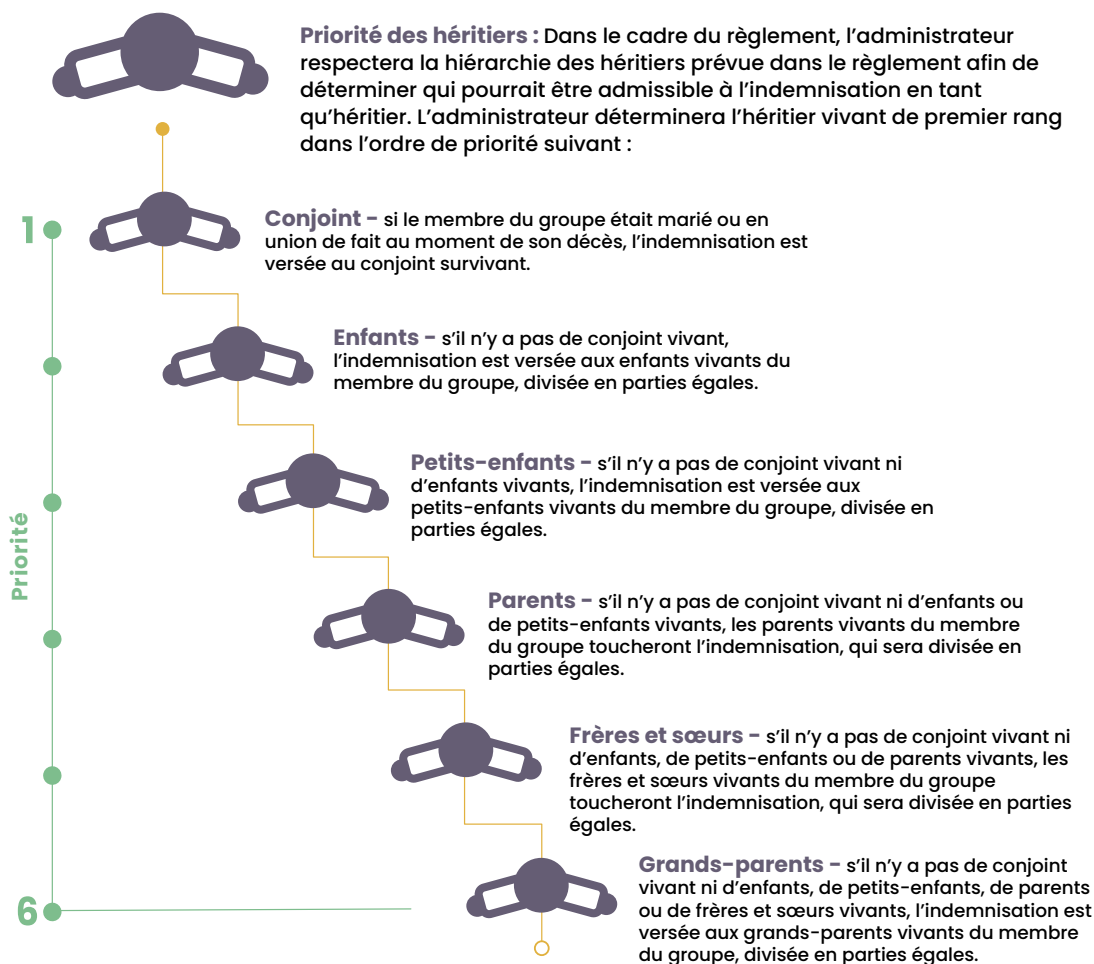 Priorité des héritiers : Dans le cadre du règlement, l’administrateur
respectera la hiérarchie des héritiers prévue dans le règlement afin de
déterminer qui pourrait être admissible à l’indemnisation en tant
qu’héritier. L’administrateur déterminera l’héritier vivant de premier rang
dans l’ordre de priorité suivant :
1
Conjoint - si le membre du groupe était marié ou en
union de fait au moment de son décès, l’indemnisation est
versée au conjoint survivant.
Enfants - s’il n’y a pas de conjoint vivant,
l’indemnisation est versée aux enfants vivants du
membre du groupe, divisée en parties égales.
Petits-enfants - s’il n’y a pas de conjoint vivant ni
d’enfants vivants, l’indemnisation est versée aux
petits-enfants vivants du membre du groupe, divisée en
parties égales.
Priorité
Parents - s’il n’y a pas de conjoint vivant ni d’enfants ou
de petits-enfants vivants, les parents vivants du membre
du groupe toucheront l’indemnisation, qui sera divisée en
parties égales.
Frères et sœurs - s’il n’y a pas de conjoint vivant ni
d’enfants, de petits-enfants ou de parents vivants, les
frères et sœurs vivants du membre du groupe
toucheront l’indemnisation, qui sera divisée en parties
égales.
6
Grands-parents - s’il n’y a pas de conjoint
vivant ni d’enfants, de petits-enfants, de parents
ou de frères et sœurs vivants, l’indemnisation est
versée aux grands-parents vivants du membre
du groupe, divisée en parties égales.